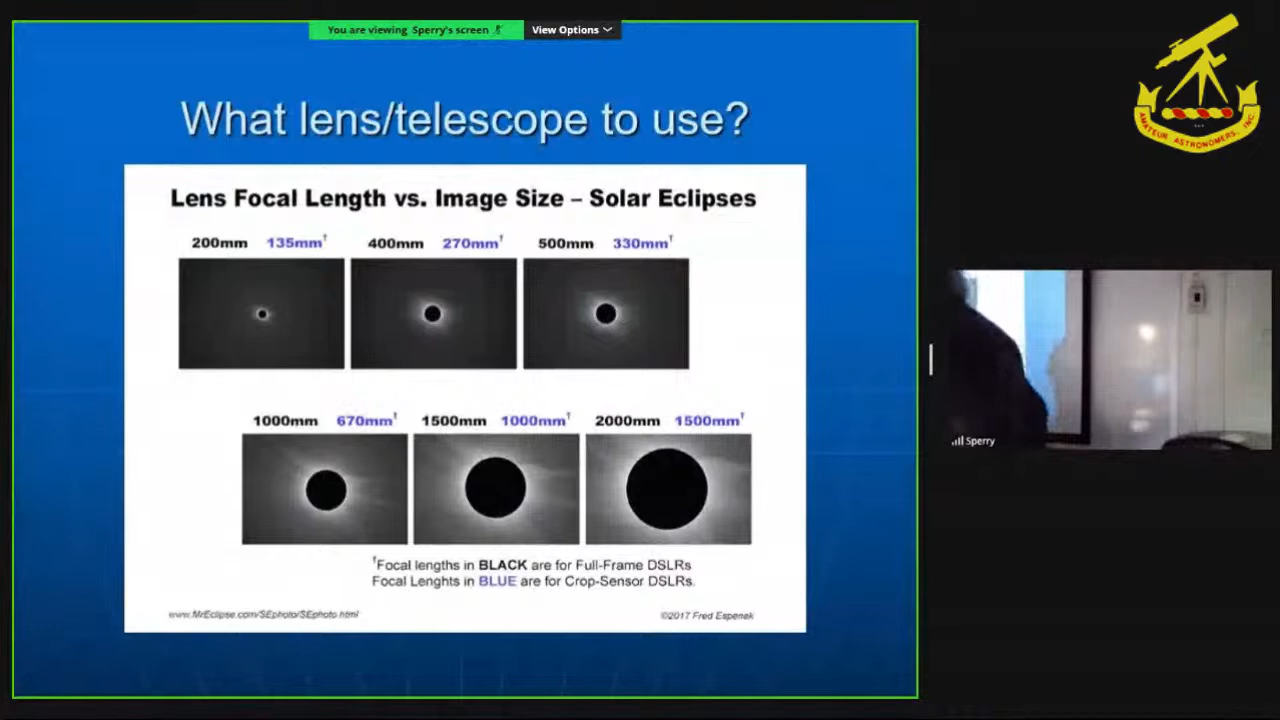 You are viewing Sperry's screen
View Options
What lens/telescope to use?
Lens Focal Length vs. Image Size – Solar Eclipses
200mm 135mm† 400mm 270mm† 500mm 330mm†
1000mm 670mm† 1500mm 1000mm† 2000mm 1500mm†
†Focal lengths in BLACK are for Full-Frame DSLRs
Focal Lenghts in BLUE are for Crop-Sensor DSLRs.
www.MrEclipse.com/SEphoto/SEphoto.html ©2017 Fred Espenak
AMATEUR ASTRONOMERS, INC.
Sperry